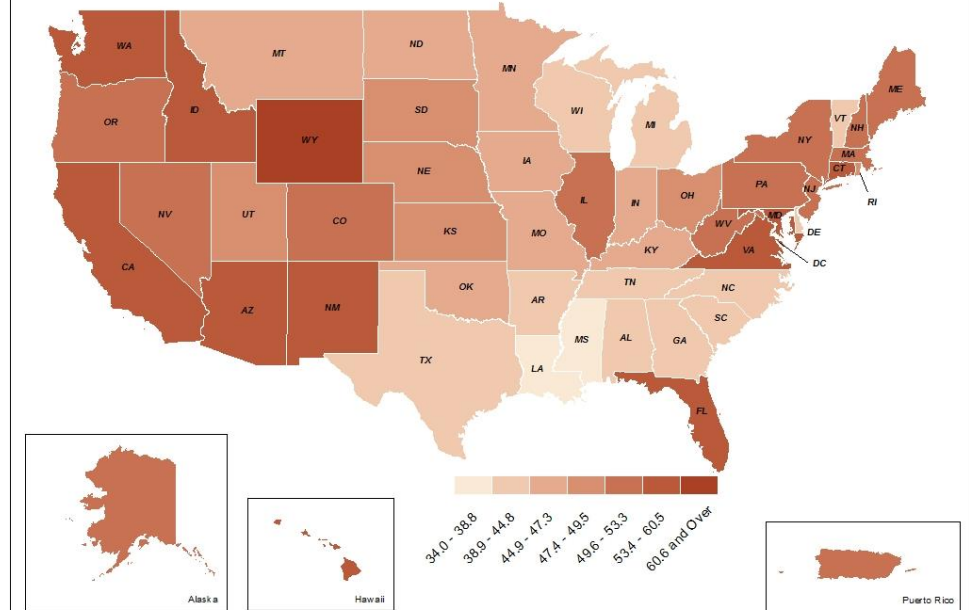 WA
MT
ND
MN
ME
OR
ID
WY
SD
WI
MI
VT
NH
NY
MA
CT
RI
IA
NE
IL
IN
OH
PA
NJ
NV
UT
CO
KS
MO
KY
WV
MD
DE
VA
DC
CA
AZ
NM
OK
AR
TN
NC
SC
TX
LA
MS
AL
GA
FL
34.0 - 38.8
38.9 - 44.8
44.9 - 47.3
47.4 - 49.5
49.6 - 53.3
53.4 - 60.5
60.6 and Over
Alaska
Hawaii
Puerto Rico